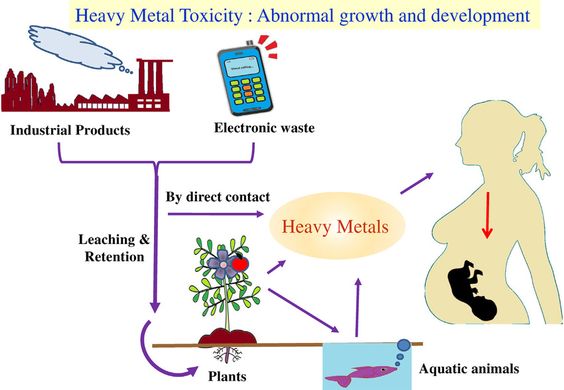 Heavy Metal Toxicity : Abnormal growth and development
Industrial Products
Electronic waste
By direct contact
Heavy Metals
Leaching &
Retention
Plants
Aquatic animals